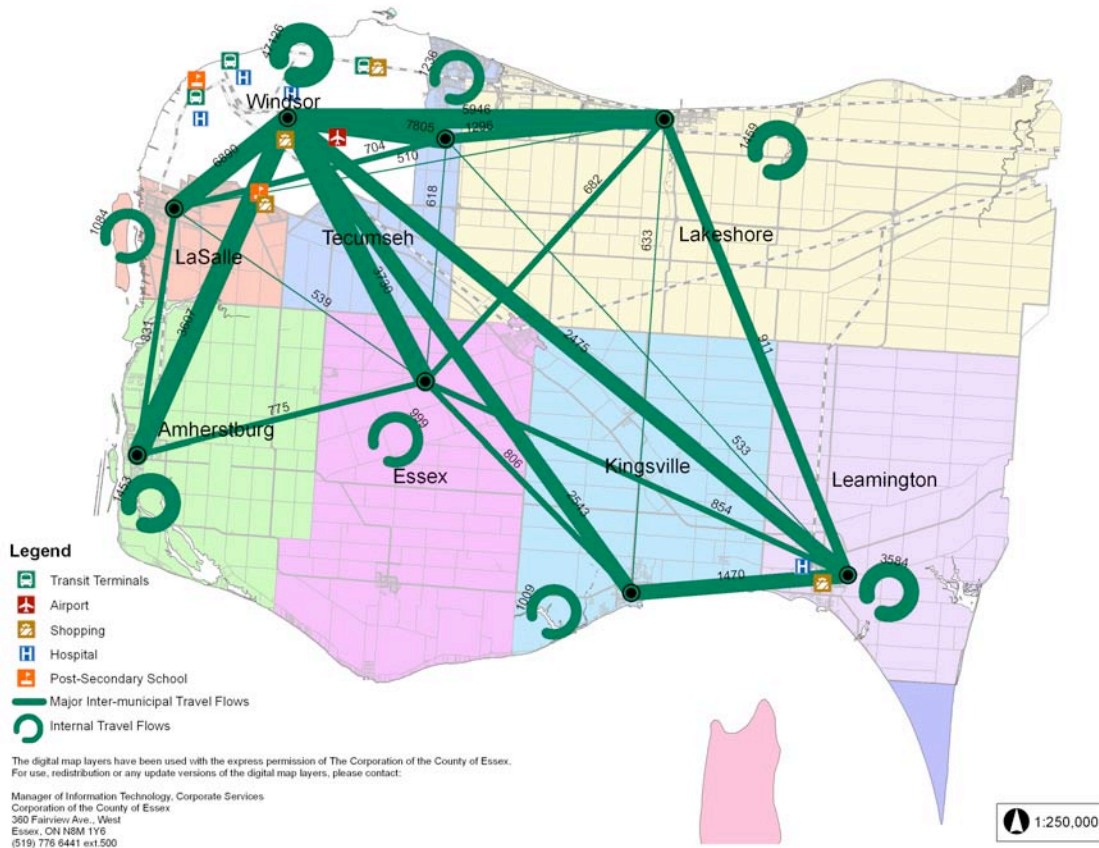 47126
1236
Windsor
5946
7805
1296
1459
704
510
6890
682
618
1084
633
Lakeshore
Tecumseh
LaSalle
3730
539
2475
911
831
3607
775
999
Amherstburg
806
533
Essex
Kingsville
Leamington
1453
2543
854
3584
1470
1009
Legend
Transit Terminals
Airport
Shopping
Hospital
Post-Secondary School
Major Inter-municipal Travel Flows
Internal Travel Flows
The digital map layers have been used with the express permission of The Corporation of the County of Essex.
For use, redistribution or any update versions of the digital map layers, please contact:
Manager of Information Technology, Corporate Services
Corporation of the County of Essex
360 Fairview Ave., West
Essex, ON N8M 1Y6
(519) 776 6441 ext.500
1:250,000